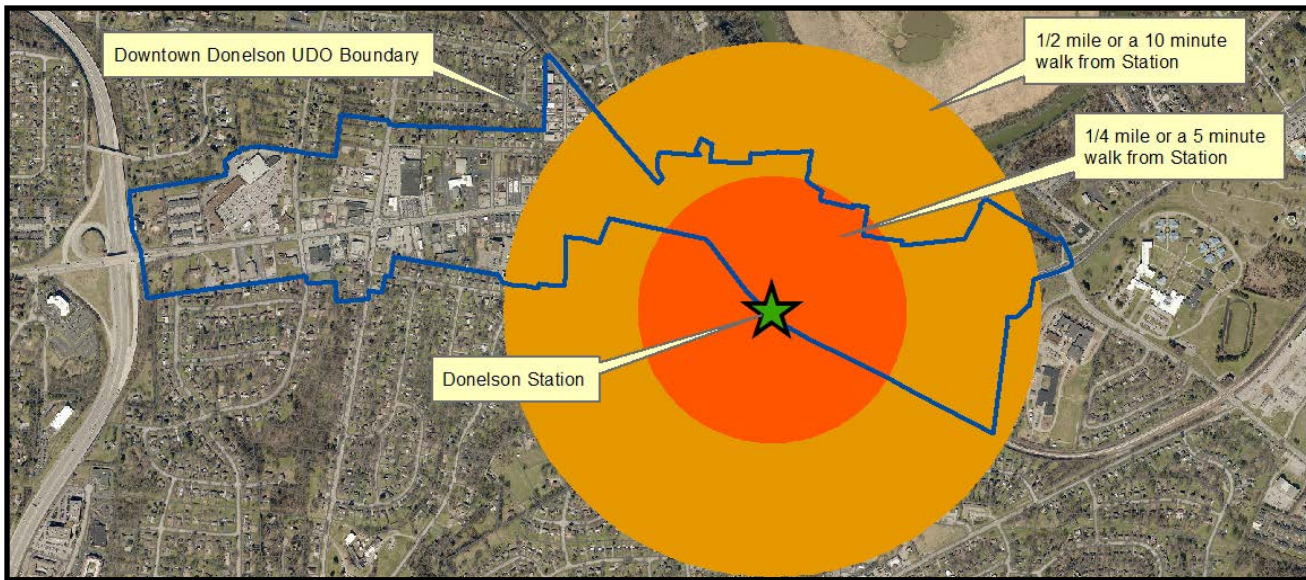 Downtown Donelson UDO Boundary
1/2 mile or a 10 minute
walk from Station
1/4 mile or a 5 minute
walk from Station
Donelson Station